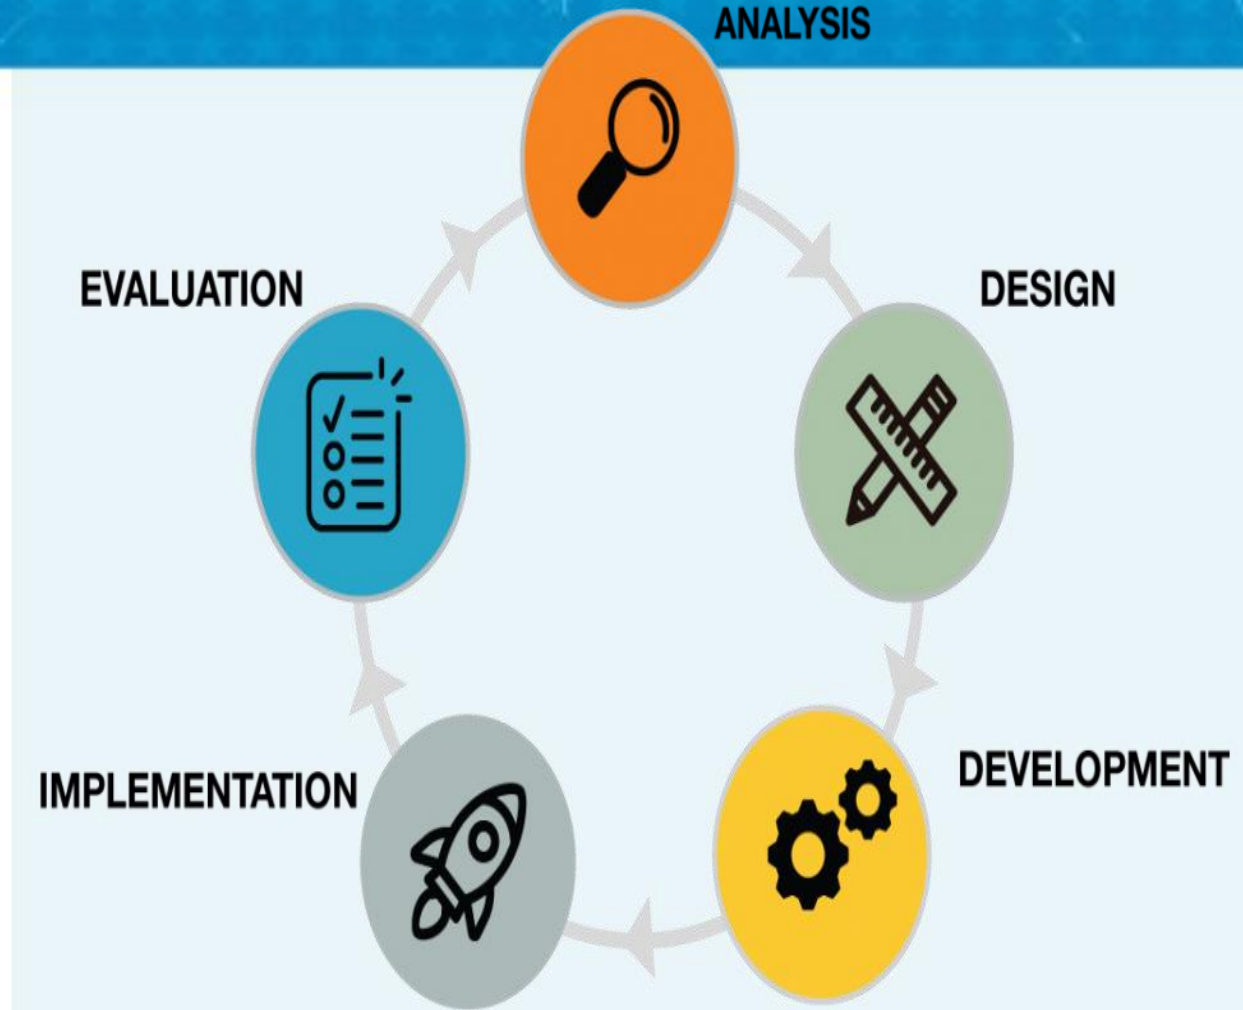 ANALYSIS
EVALUATION
DESIGN
IMPLEMENTATION
DEVELOPMENT